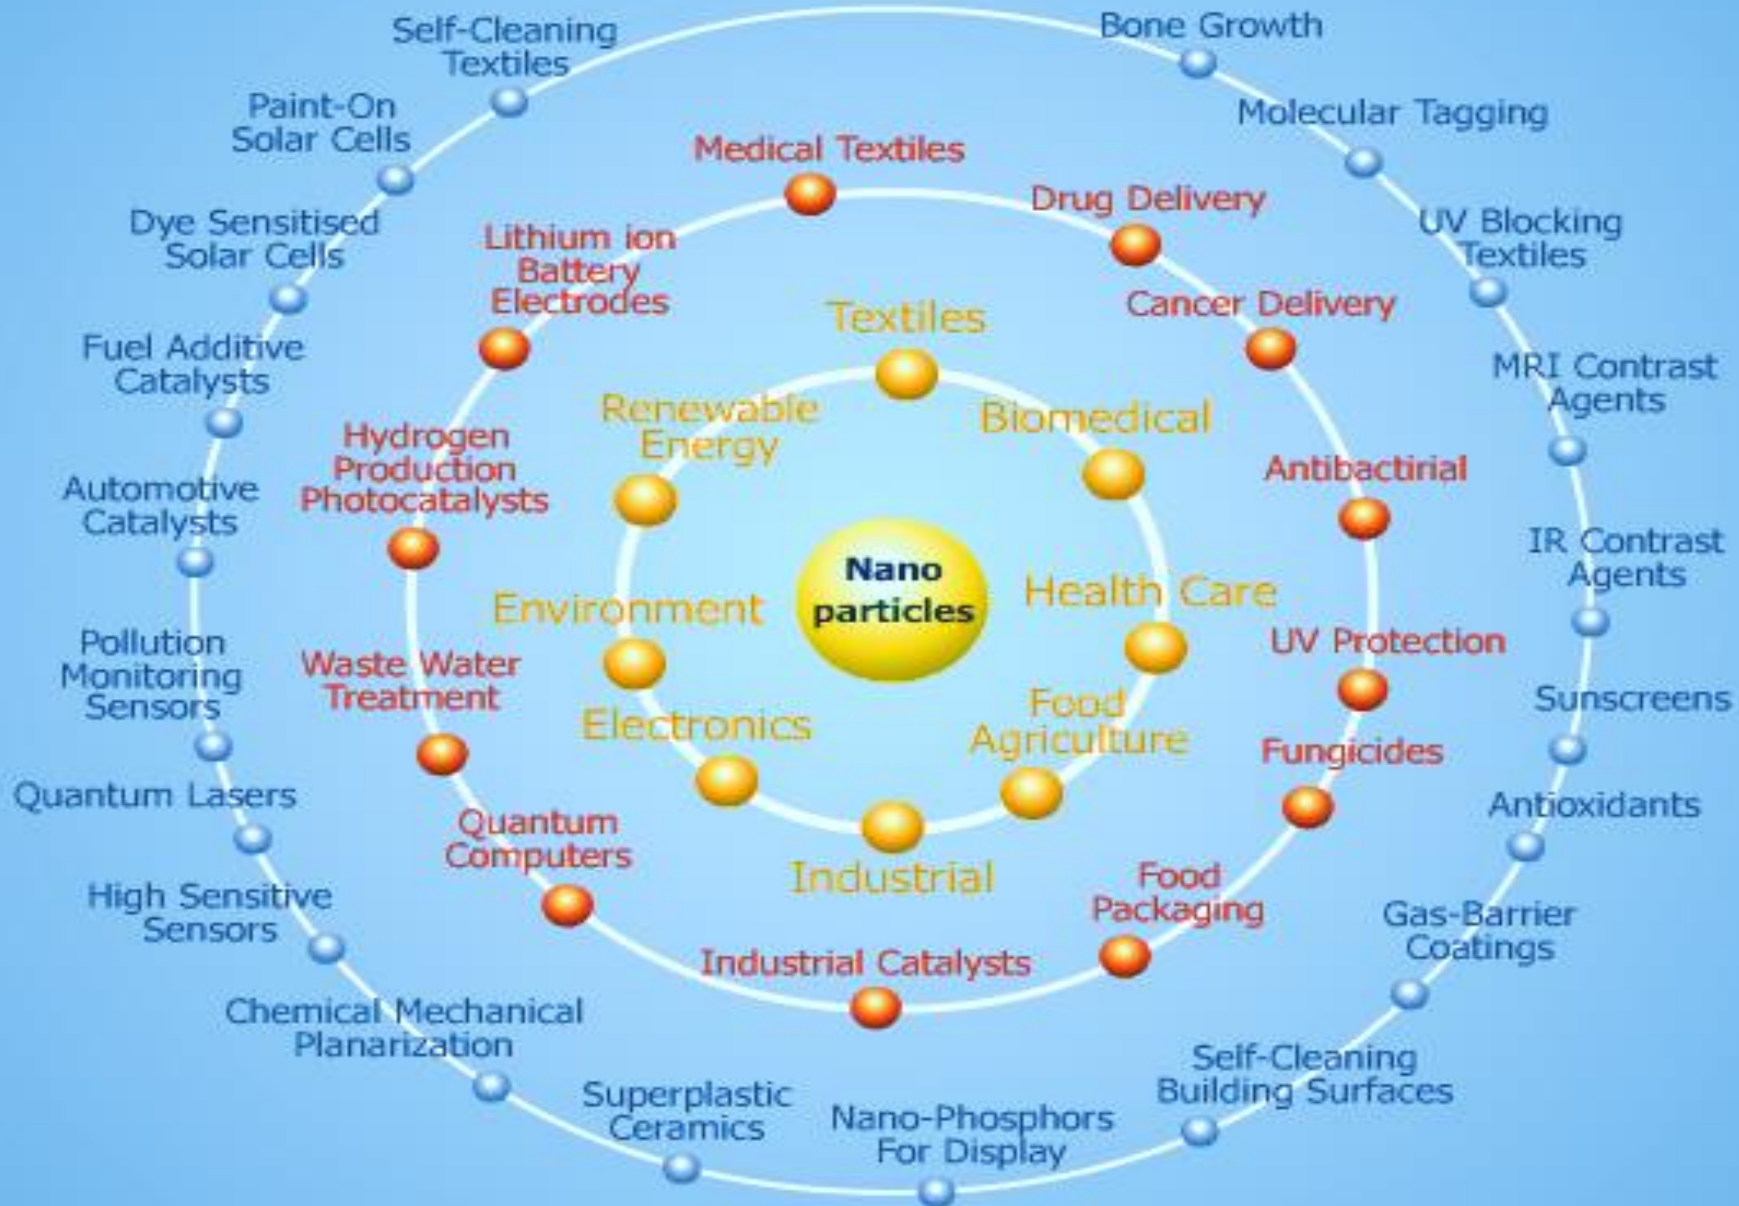 Self-Cleaning
Textiles
Bone Growth
Paint-On
Solar Cells
Molecular Tagging
Medical Textiles
Drug Delivery
Dye Sensitised
Solar Cells
UV Blocking
Textiles
Lithium ion
Battery
Electrodes
Cancer Delivery
Textiles
Fuel Additive
Catalysts
MRI Contrast
Agents
Renewable
Energy
Biomedical
Hydrogen
Production
Photocatalysts
Antibactirial
Automotive
Catalysts
IR Contrast
Agents
Nano
particles
Environment
Health Care
Pollution
Monitoring
Sensors
Waste Water
Treatment
UV Protection
Sunscreens
Electronics
Food
Agriculture
Fungicides
Quantum Lasers
Antioxidants
Quantum
Computers
Industrial
Food
Packaging
High Sensitive
Sensors
Gas-Barrier
Coatings
Industrial Catalysts
Chemical Mechanical
Planarization
Self-Cleaning
Building Surfaces
Superplastic
Ceramics
Nano-Phosphors
For Display